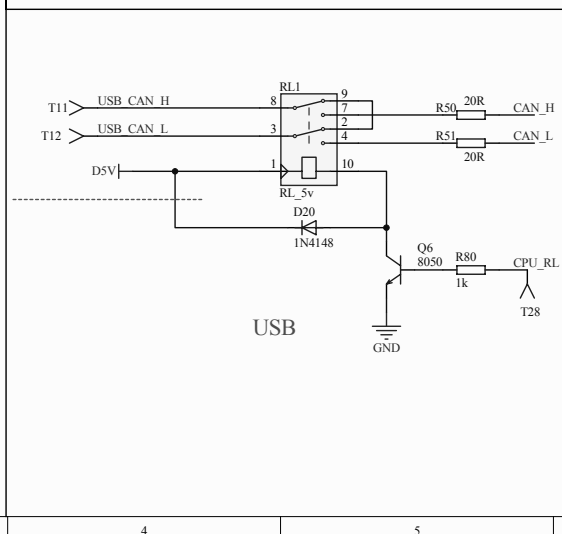 RL1
9
20R
T11
USB_CAN_H
8
7
R50
CAN_H
2
T12
USB_CAN_L
3
4
R51
CAN_L
20R
D5V
1
10
RL_5v
D20
1N4148
Q6
8050
R80
1k
CPU_RL
T28
USB
GND
4
5